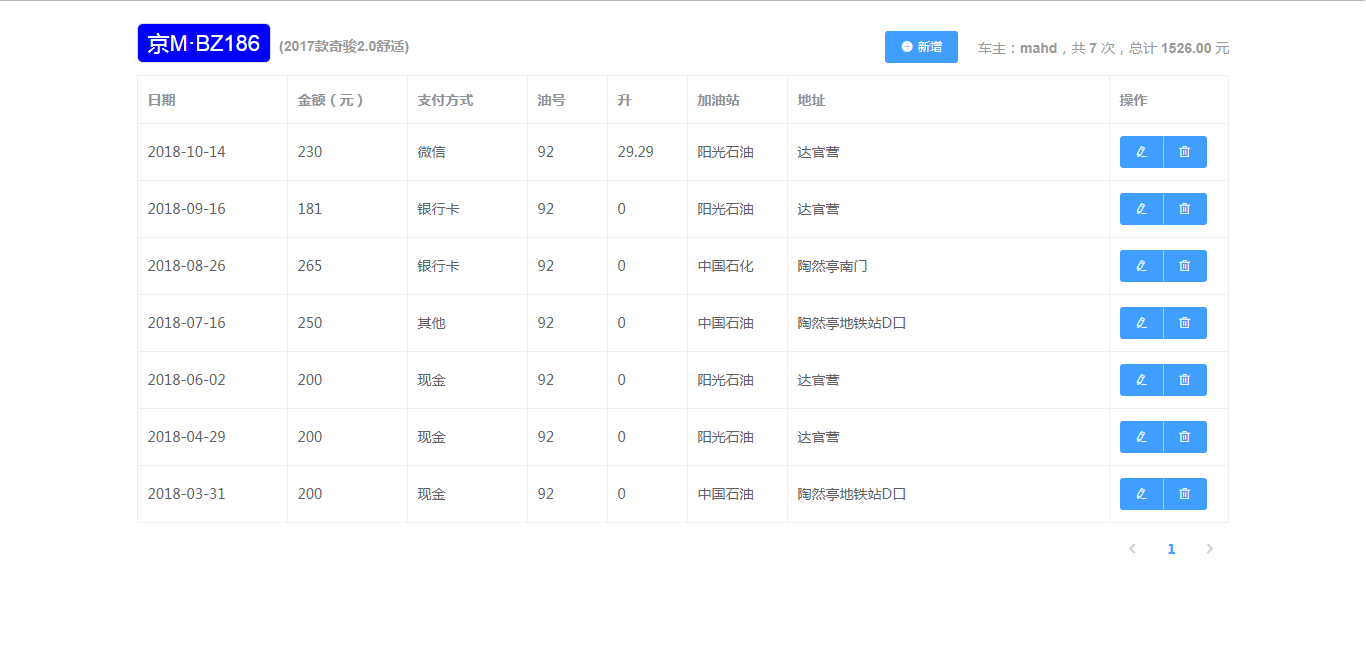 京M·BZ186 (2017款奇骏2.0舒适) 新增 车主：mahd，共 7 次，总计 1526.00 元
日期 金额（元） 支付方式 油号 升 加油站 地址 操作
2018-10-14 230 微信 92 29.29 阳光石油 达官营
2018-09-16 181 银行卡 92 0 阳光石油 达官营
2018-08-26 265 银行卡 92 0 中国石化 陶然亭南门
2018-07-16 250 其他 92 0 中国石油 陶然亭地铁站D口
2018-06-02 200 现金 92 0 阳光石油 达官营
2018-04-29 200 现金 92 0 阳光石油 达官营
2018-03-31 200 现金 92 0 中国石油 陶然亭地铁站D口
1